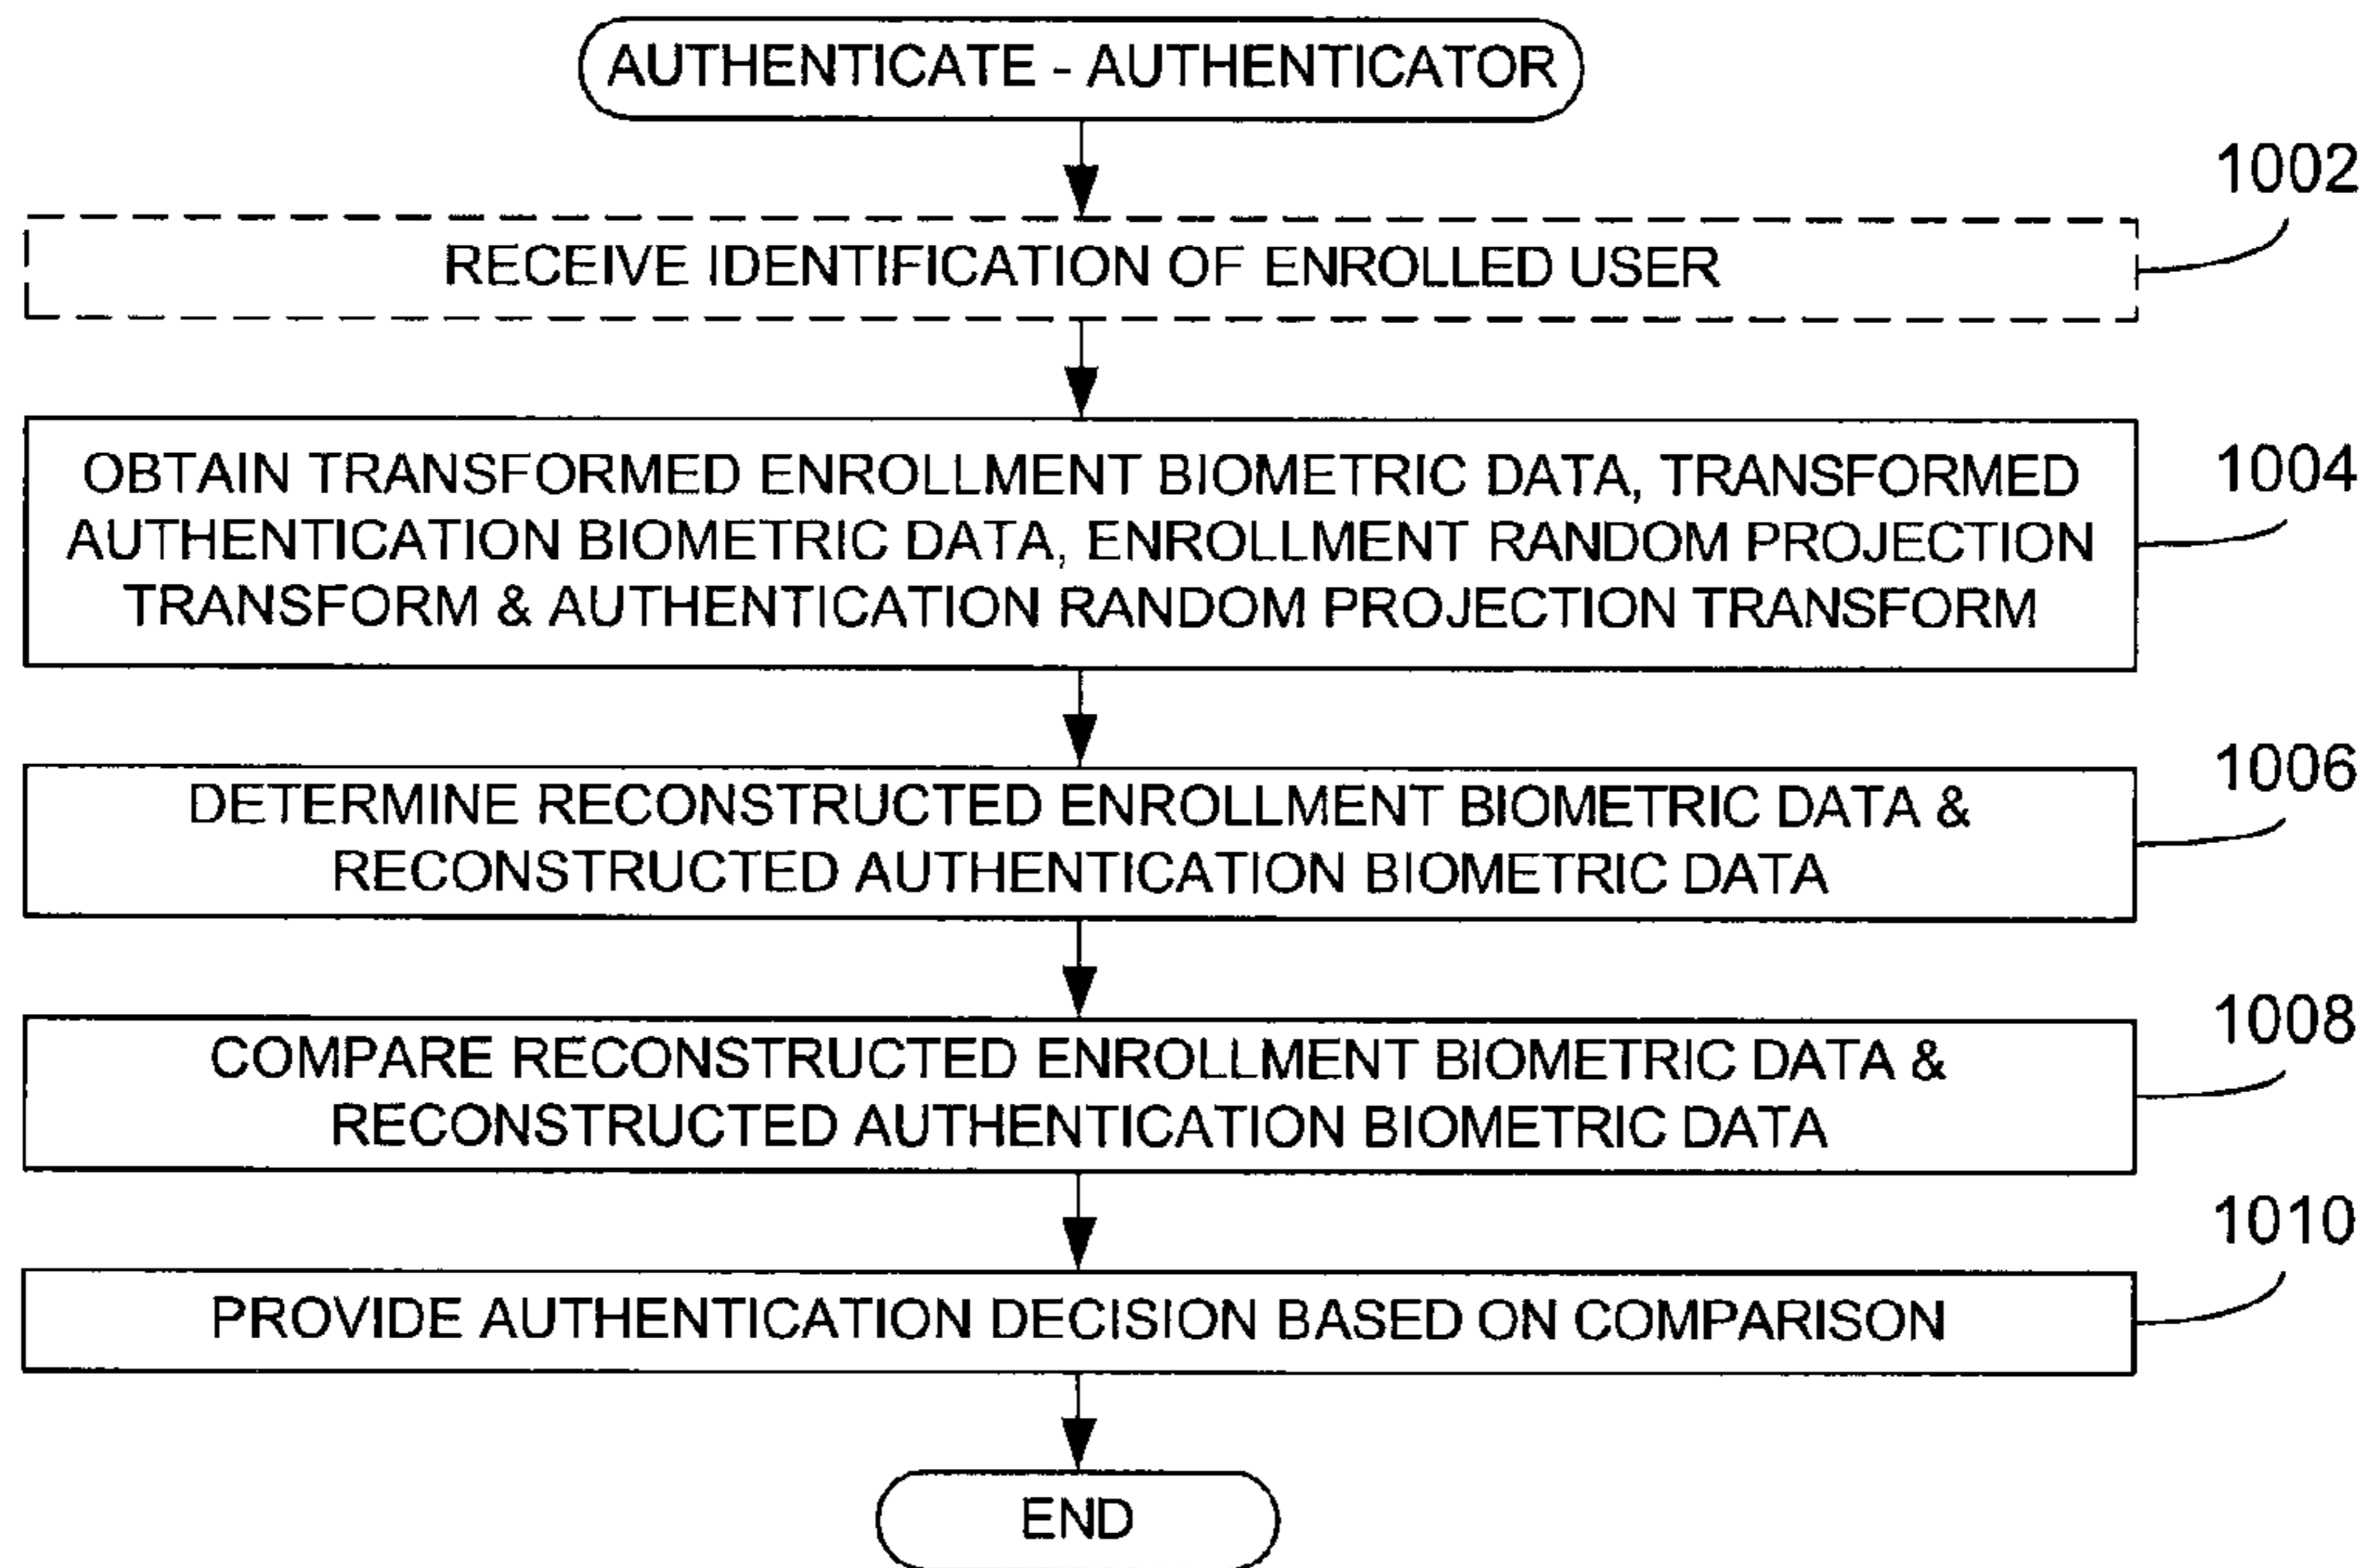 AUTHENTICATE - AUTHENTICATOR
1002
RECEIVE IDENTIFICATION OF ENROLLED USER
OBTAIN TRANSFORMED ENROLLMENT BIOMETRIC DATA, TRANSFORMED
1004
AUTHENTICATION BIOMETRIC DATA, ENROLLMENT RANDOM PROJECTION
TRANSFORM & AUTHENTICATION RANDOM PROJECTION TRANSFORM
1006
DETERMINE RECONSTRUCTED ENROLLMENT BIOMETRIC DATA &
RECONSTRUCTED AUTHENTICATION BIOMETRIC DATA
1008
COMPARE RECONSTRUCTED ENROLLMENT BIOMETRIC DATA &
RECONSTRUCTED AUTHENTICATION BIOMETRIC DATA
1010
PROVIDE AUTHENTICATION DECISION BASED ON COMPARISON
END